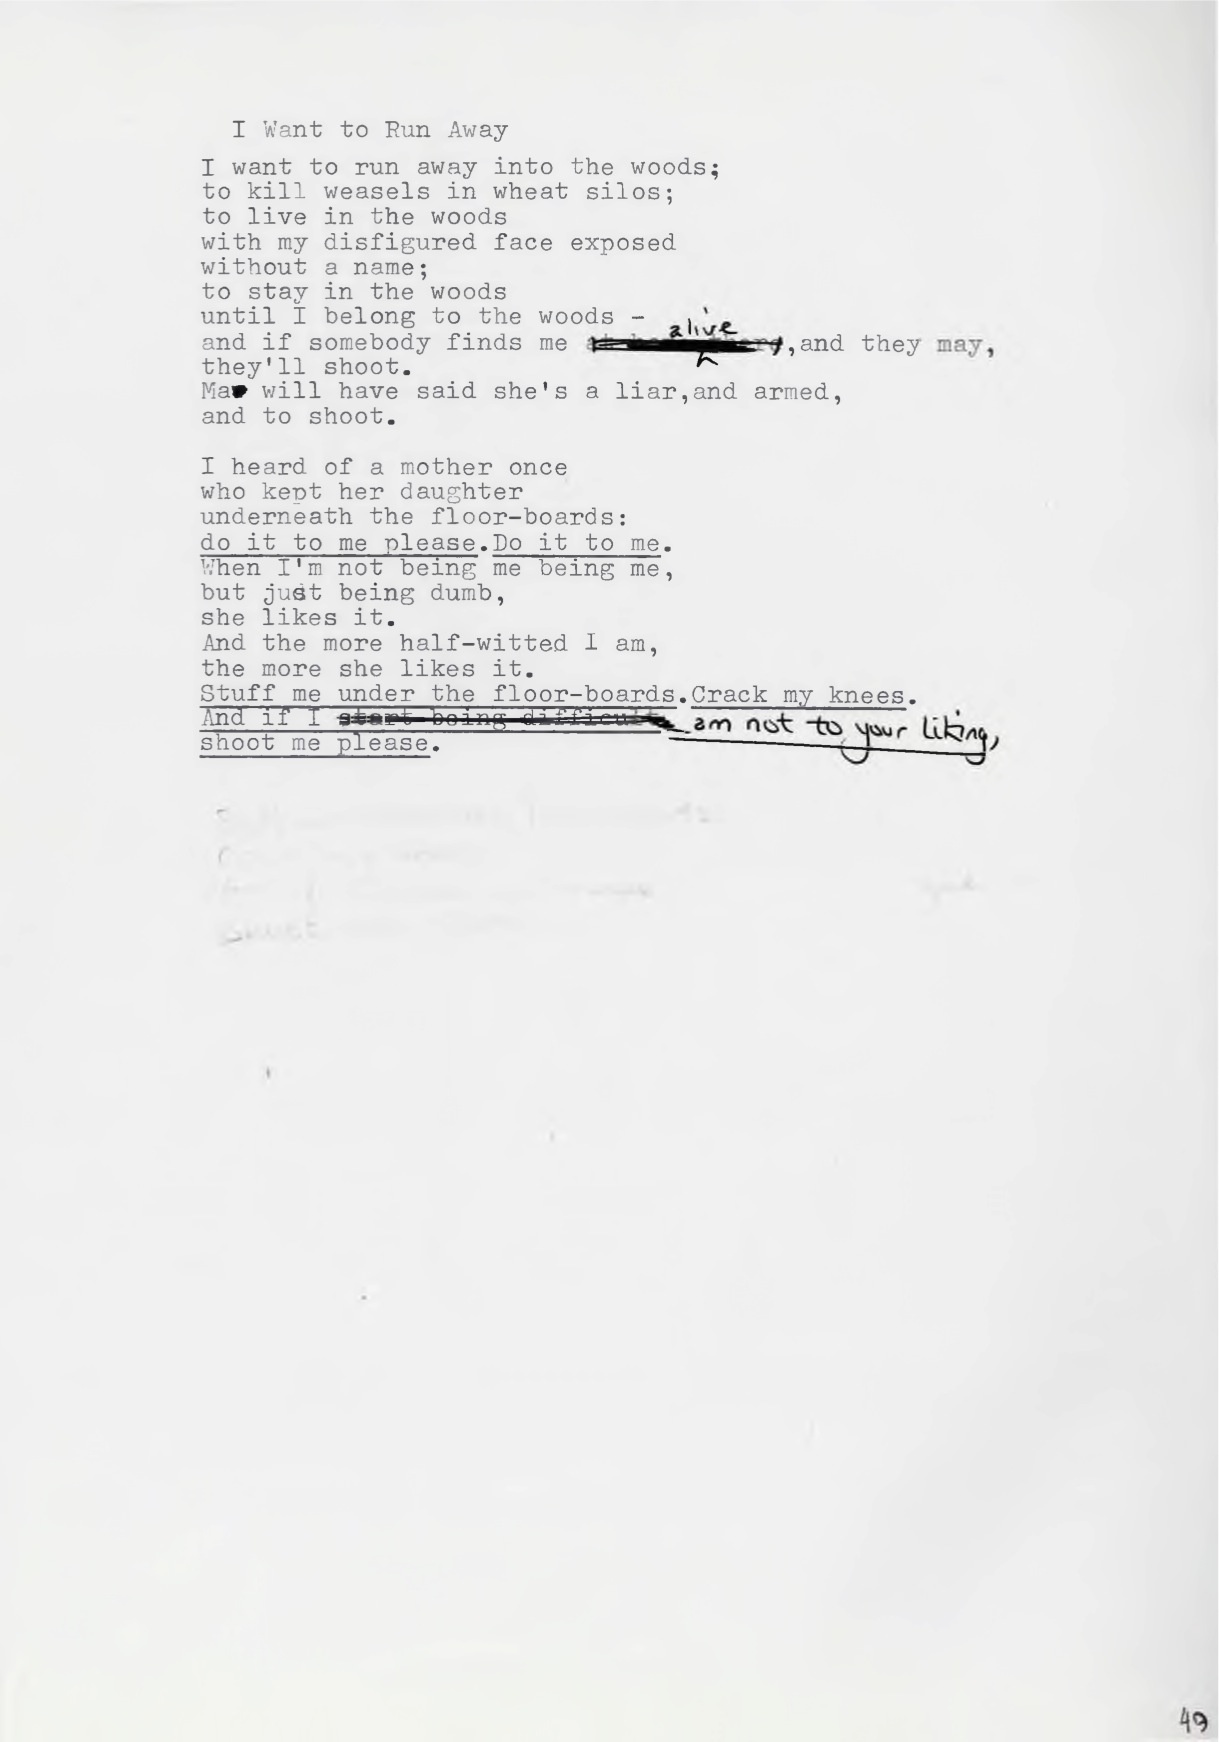 I Want to Run Away
I want to run away into the woods;
to kill weasels in wheat silos;
to live in the woods
with my disfigured face exposed
without a name;
to stay in the woods
until I belong to the woods -
and if somebody finds me alive,and they may,
they'll shoot.
Ma will have said she's a liar,and armed,
and to shoot.
I heard of a mother once
who kept her daughter
underneath the floor-boards:
do it to me please.Do it to me.
When I'm not being me being me,
but just being dumb,
she likes it.
And the more half-witted I am,
the more she likes it.
Stuff me under the floor-boards.Crack my knees.
And if I start being difficult am not to your liking,
shoot me please.
49